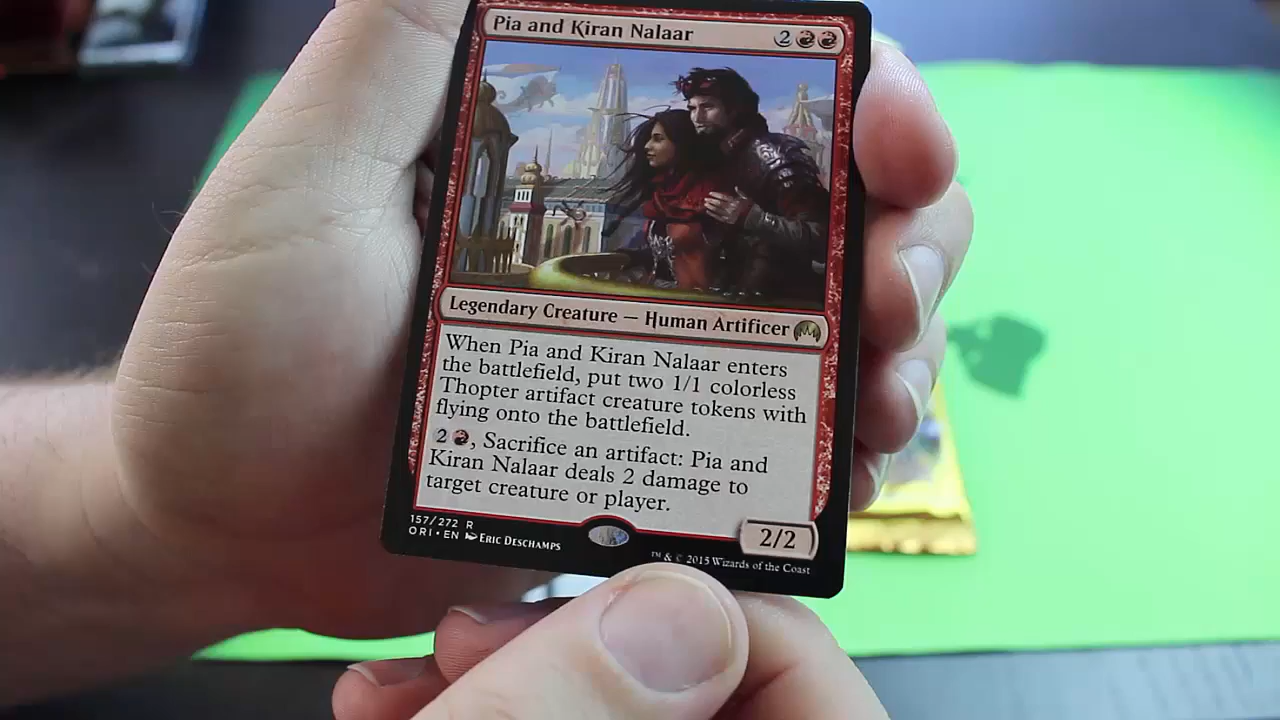 Pia and Kiran Nalaar 2
Legendary Creature — Human Artificer
When Pia and Kiran Nalaar enters
the battlefield, put two 1/1 colorless
Thopter artifact creature tokens with
flying onto the battlefield.
2 , Sacrifice an artifact: Pia and
Kiran Nalaar deals 2 damage to
target creature or player.
2/2
157/272 R
ORI • EN Eric Deschamps
™ & © 2015 Wizards of the Coast